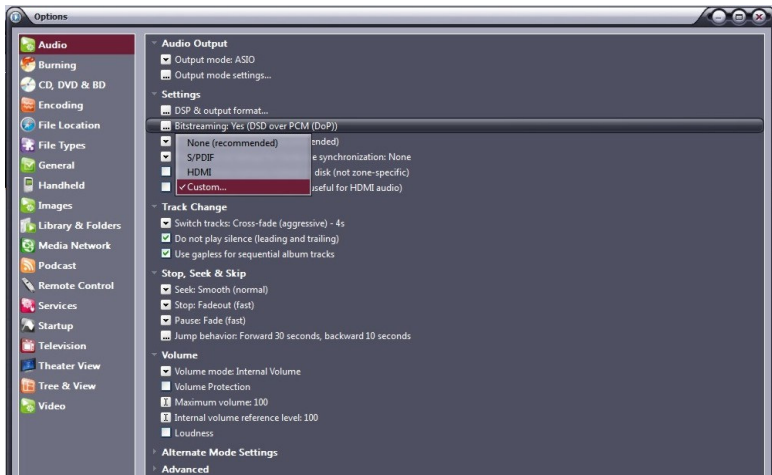 Options
Audio
Burning
CD, DVD & BD
Encoding
File Location
File Types
General
Handheld
Images
Library & Folders
Media Network
Podcast
Remote Control
Services
Startup
Television
Theater View
Tree & View
Video
Audio Output
Output mode: ASIO
Output mode settings...
Settings
DSP & output format...
Bitstreaming: Yes (DSD over PCM (DoP))
None (recommended)
S/PDIF
HDMI
✓Custom...
synchronization: None
disk (not zone-specific)
useful for HDMI audio)
Track Change
Switch tracks: Cross-fade (aggressive) - 4s
Do not play silence (leading and trailing)
Use gapless for sequential album tracks
Stop, Seek & Skip
Seek: Smooth (normal)
Stop: Fadeout (fast)
Pause: Fade (fast)
Jump behavior: Forward 30 seconds, backward 10 seconds
Volume
Volume mode: Internal Volume
Volume Protection
Maximum volume: 100
Internal volume reference level: 100
Loudness
Alternate Mode Settings
Advanced